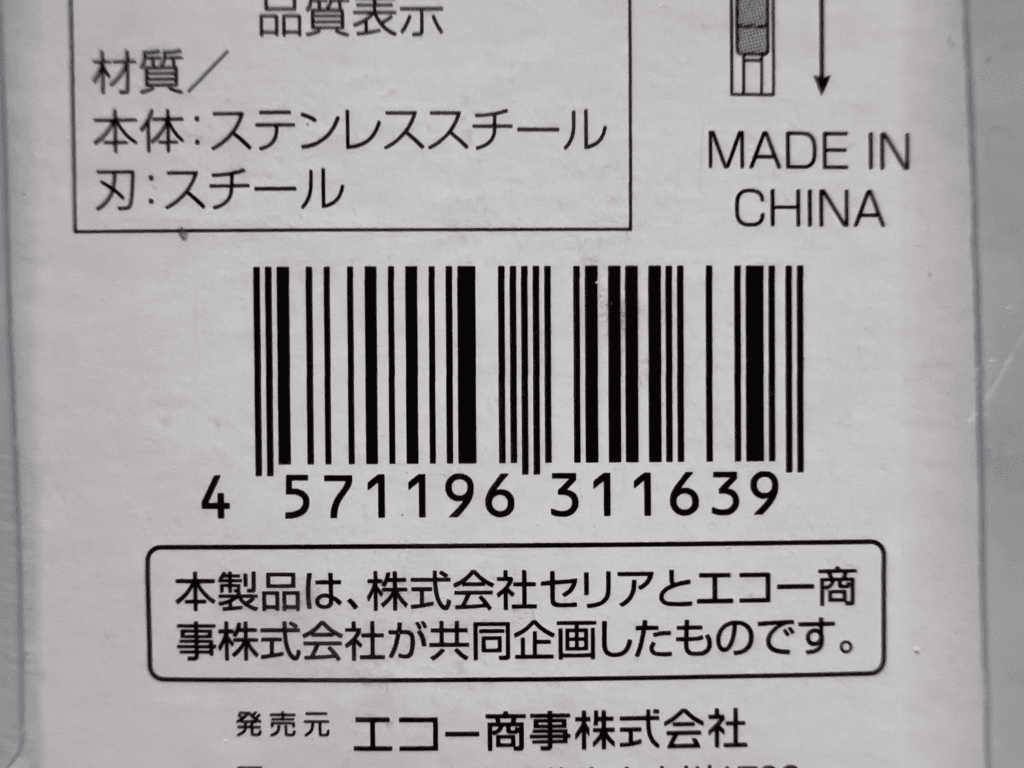 品質表示
材質／
本体：ステンレススチール
刃：スチール
MADE IN
CHINA
4 571196 311639
本製品は、株式会社セリアとエコー商
事株式会社が共同企画したものです。
発売元 エコー商事株式会社